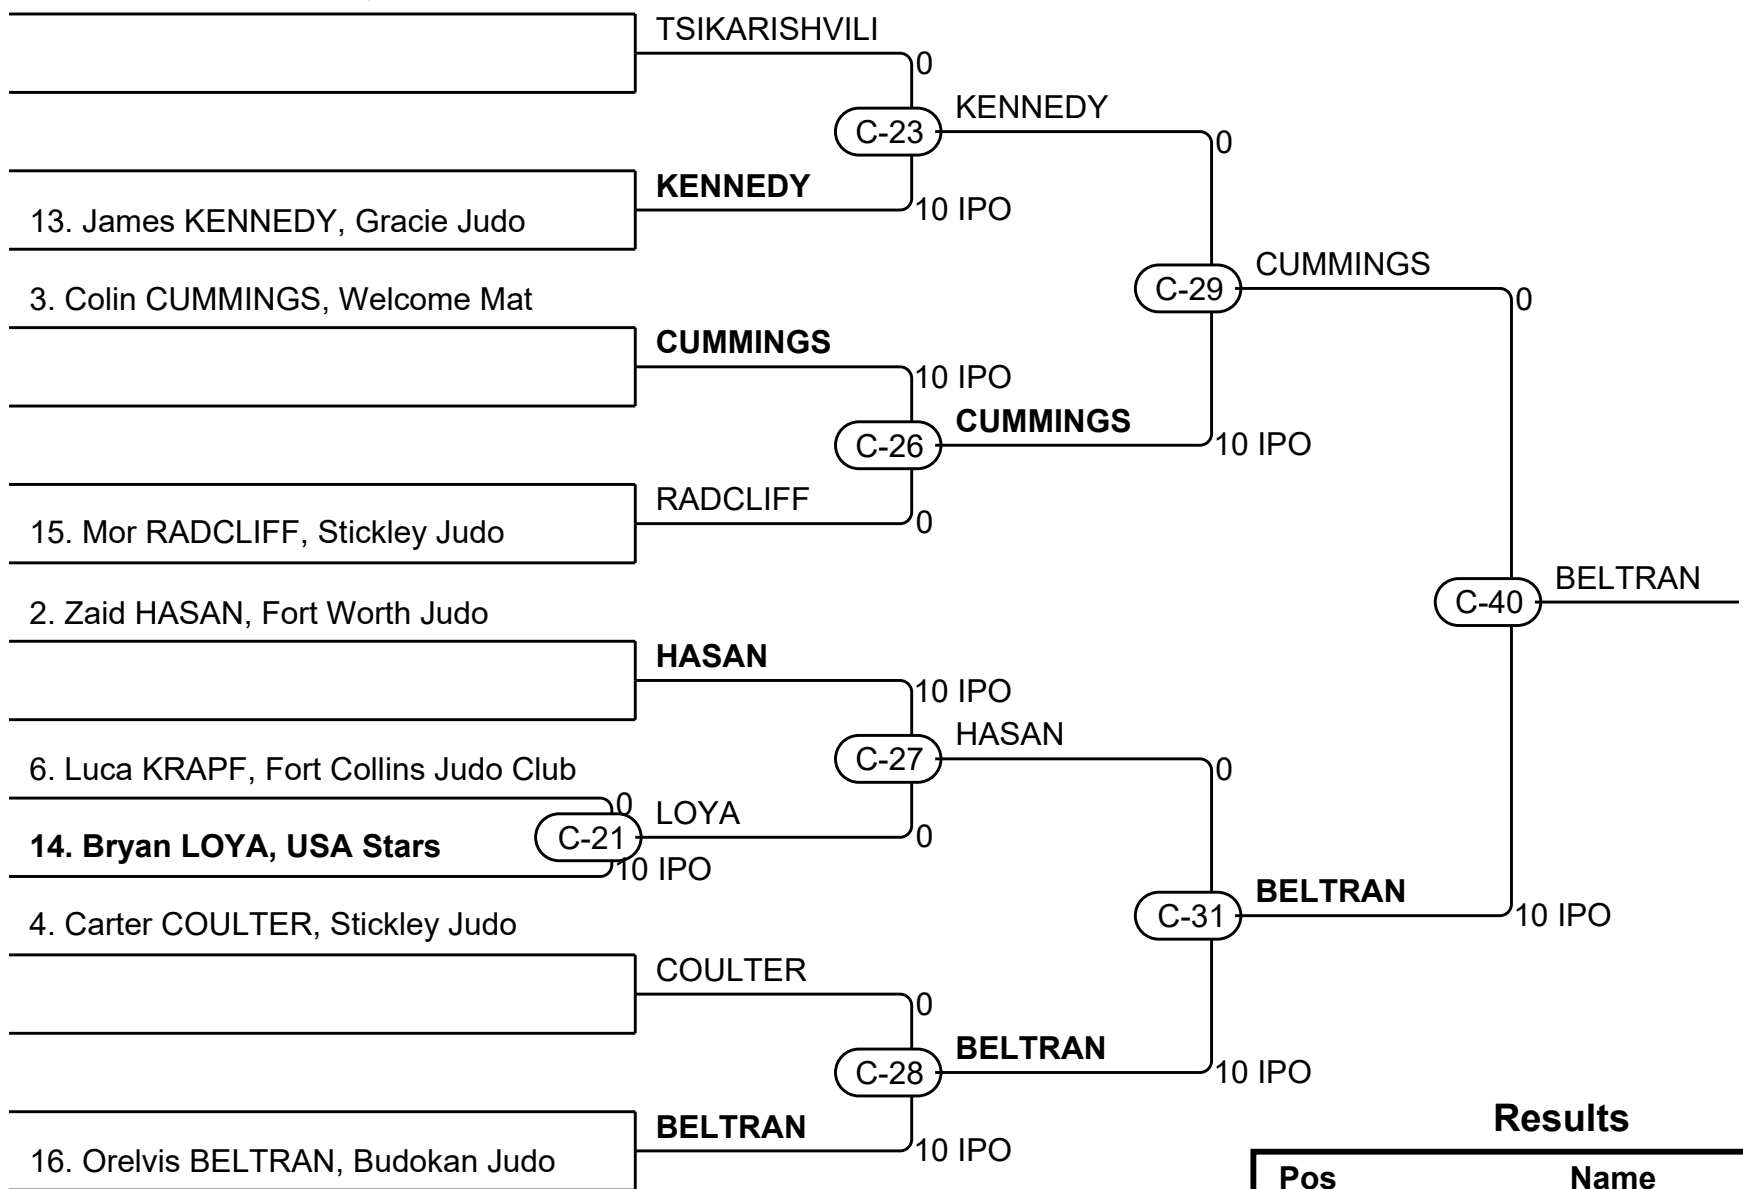 TSIKARISHVILI
0
C-23
KENNEDY
0
KENNEDY
10 IPO
13. James KENNEDY, Gracie Judo
C-29
CUMMINGS
0
3. Colin CUMMINGS, Welcome Mat
CUMMINGS
10 IPO
C-26
CUMMINGS
10 IPO
RADCLIFF
0
15. Mor RADCLIFF, Stickley Judo
C-40
BELTRAN
2. Zaid HASAN, Fort Worth Judo
HASAN
10 IPO
C-27
HASAN
0
6. Luca KRAPF, Fort Collins Judo Club
0
C-21
LOYA
0
14. Bryan LOYA, USA Stars
10 IPO
C-31
BELTRAN
10 IPO
4. Carter COULTER, Stickley Judo
COULTER
0
C-28
BELTRAN
10 IPO
BELTRAN
10 IPO
16. Orelvis BELTRAN, Budokan Judo
Results
Pos Name